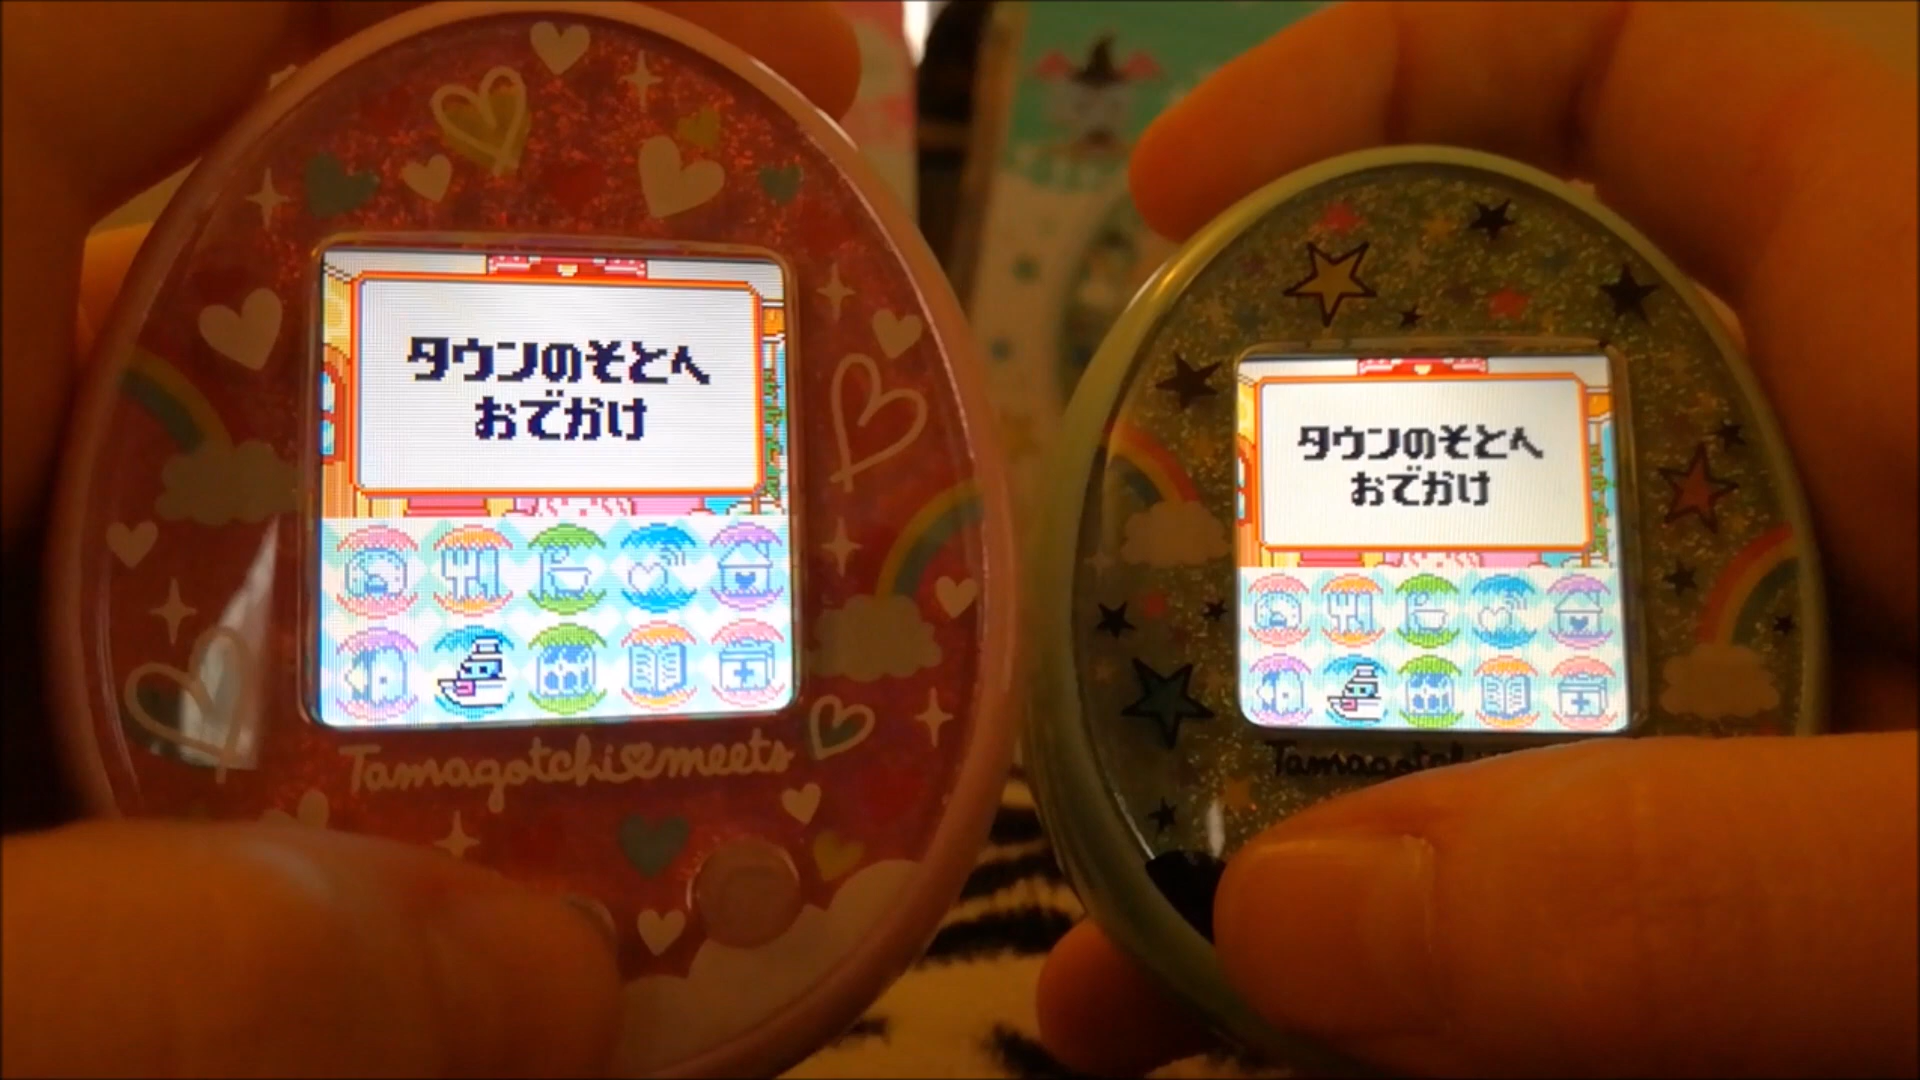 タウンのそとへ
おでかけ
Tamagotchi meets
タウンのそとへ
おでかけ
Tamagotchi